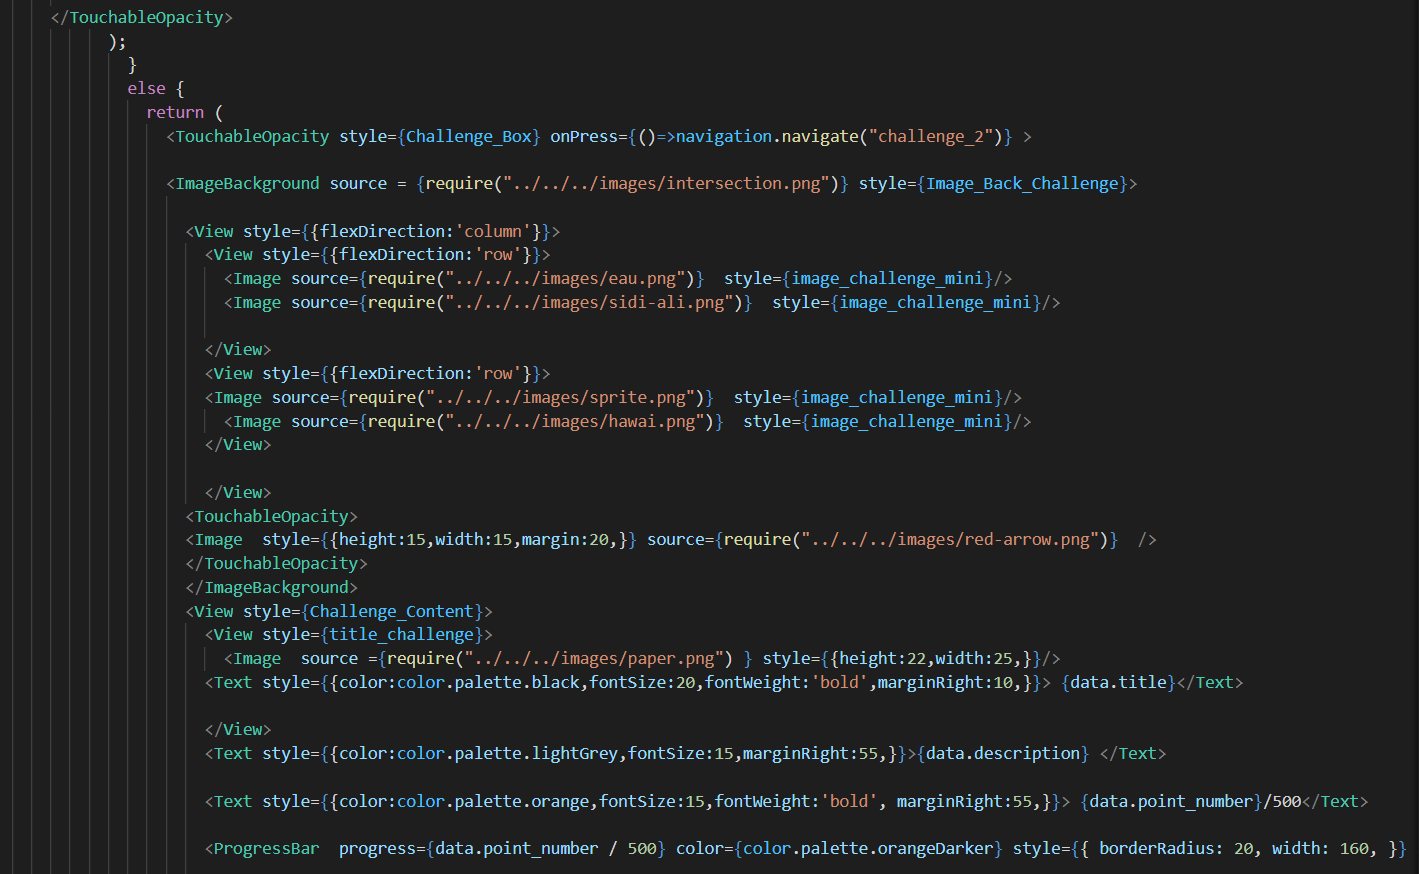 </TouchableOpacity>
);
}
else {
return (
<TouchableOpacity style={Challenge_Box} onPress={()=>navigation.navigate("challenge_2")} >
<ImageBackground source = {require("../../../images/intersection.png")} style={Image_Back_Challenge}>
<View style={{flexDirection:'column'}}>
<View style={{flexDirection:'row'}}>
<Image source={require("../../../images/eau.png")}  style={image_challenge_mini}/>
<Image source={require("../../../images/sidi-ali.png")}  style={image_challenge_mini}/>
</View>
<View style={{flexDirection:'row'}}>
<Image source={require("../../../images/sprite.png")}  style={image_challenge_mini}/>
<Image source={require("../../../images/hawai.png")}  style={image_challenge_mini}/>
</View>
</View>
<TouchableOpacity>
<Image  style={{height:15,width:15,margin:20,}} source={require("../../../images/red-arrow.png")}  />
</TouchableOpacity>
</ImageBackground>
<View style={Challenge_Content}>
<View style={title_challenge}>
<Image  source ={require("../../../images/paper.png") } style={{height:22,width:25,}}/>
<Text style={{color:color.palette.black,fontSize:20,fontWeight:'bold',marginRight:10,}}> {data.title}</Text>
</View>
<Text style={{color:color.palette.lightGrey,fontSize:15,marginRight:55,}}>{data.description} </Text>
<Text style={{color:color.palette.orange,fontSize:15,fontWeight:'bold', marginRight:55,}}> {data.point_number}/500</Text>
<ProgressBar  progress={data.point_number / 500} color={color.palette.orangeDarker} style={{ borderRadius: 20, width: 160, }}